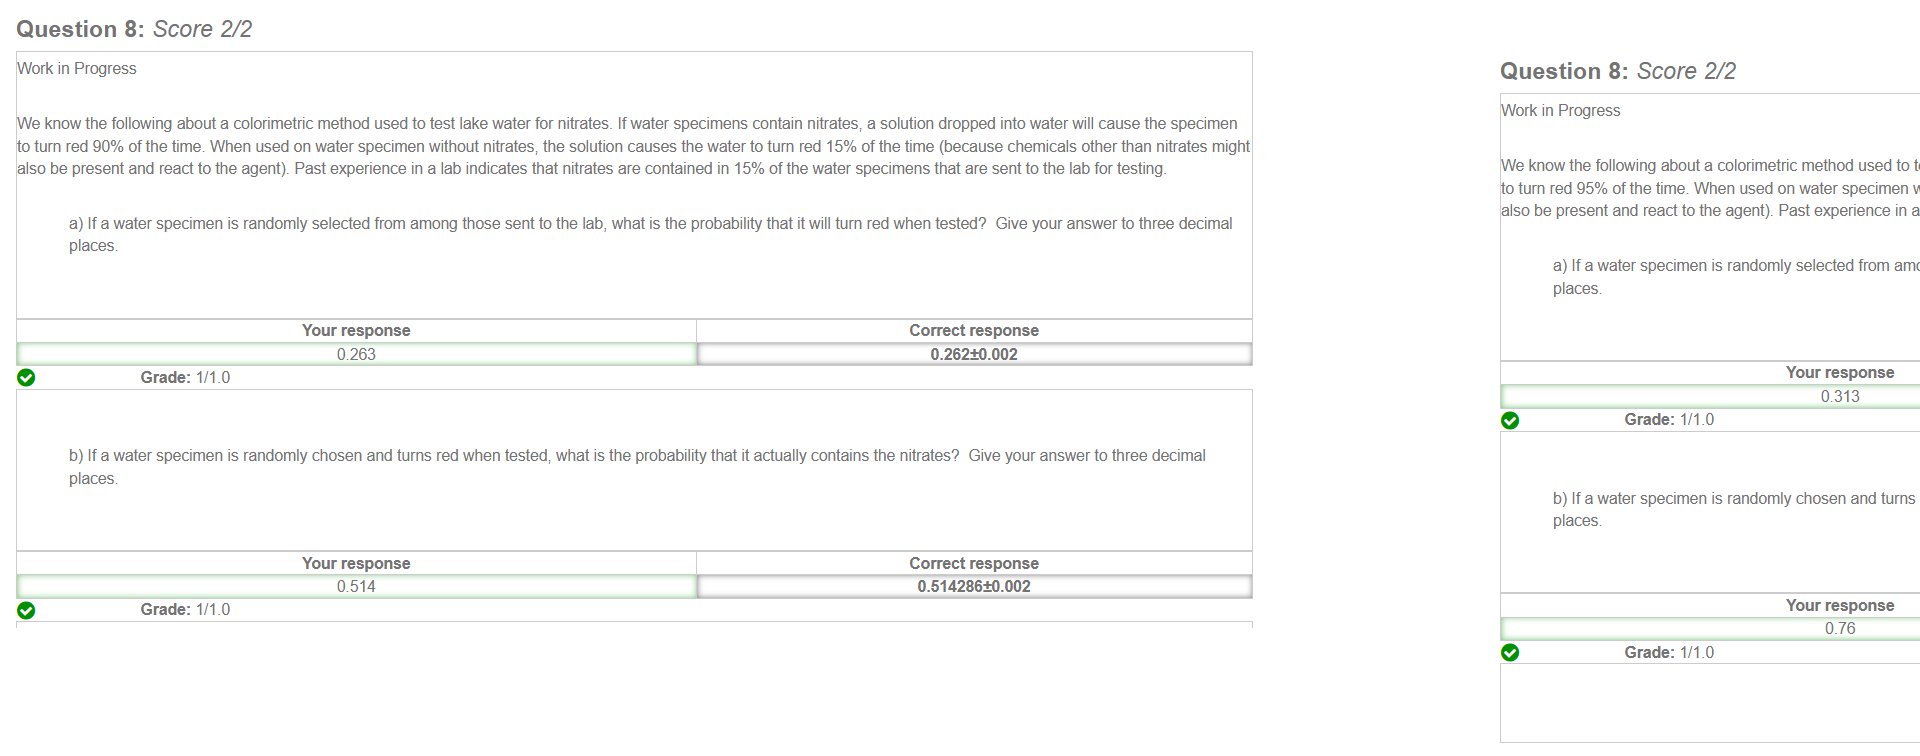 Question 8: Score 2/2
Work in Progress
We know the following about a colorimetric method used to test lake water for nitrates. If water specimens contain nitrates, a solution dropped into water will cause the specimen
to turn red 90% of the time. When used on water specimen without nitrates, the solution causes the water to turn red 15% of the time (because chemicals other than nitrates might
also be present and react to the agent). Past experience in a lab indicates that nitrates are contained in 15% of the water specimens that are sent to the lab for testing.
a) If a water specimen is randomly selected from among those sent to the lab, what is the probability that it will turn red when tested?  Give your answer to three decimal
places.
Your response Correct response
0.263 0.262±0.002
Grade: 1/1.0
b) If a water specimen is randomly chosen and turns red when tested, what is the probability that it actually contains the nitrates?  Give your answer to three decimal
places.
Your response Correct response
0.514 0.514286±0.002
Grade: 1/1.0
Question 8: Score 2/2
Work in Progress
We know the following about a colorimetric method used to
to turn red 95% of the time. When used on water specimen
also be present and react to the agent). Past experience in a
a) If a water specimen is randomly selected from
places.
Your response
0.313
Grade: 1/1.0
b) If a water specimen is randomly chosen and turns
places.
Your response
0.76
Grade: 1/1.0